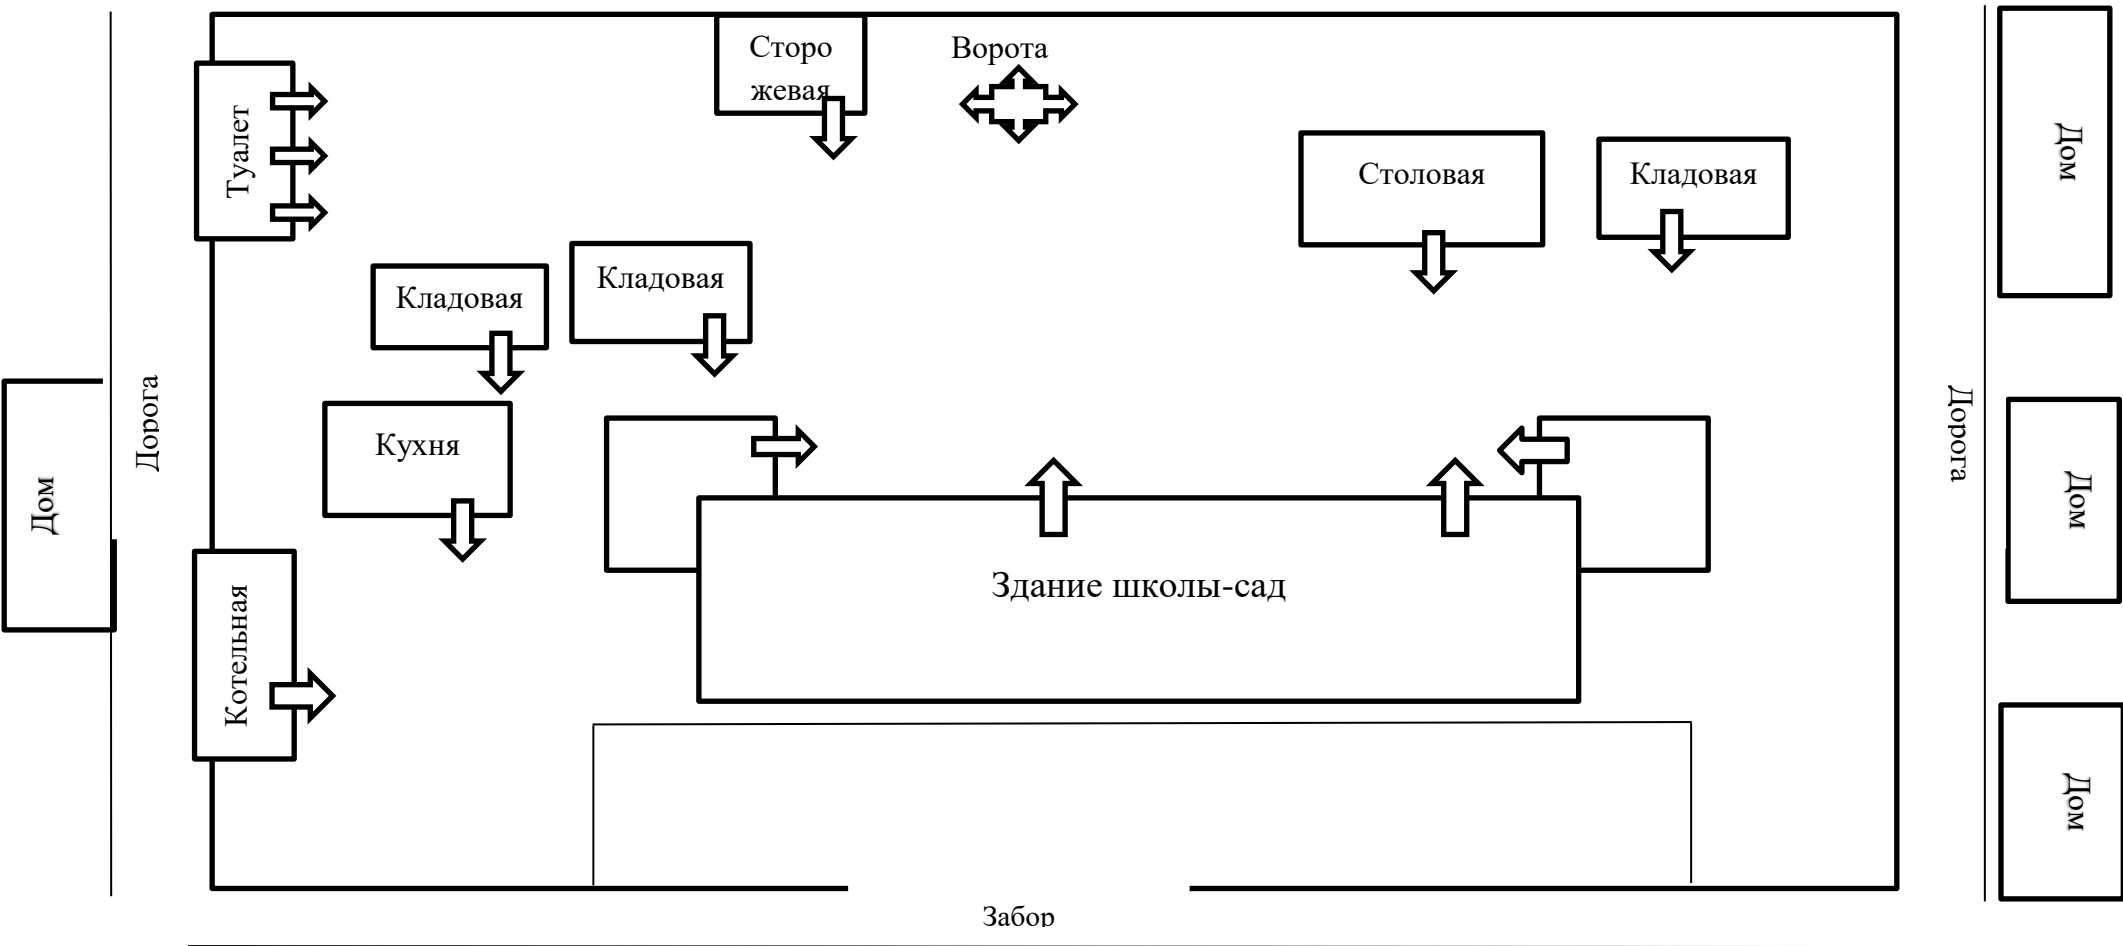 Сторо
жевая
Ворота
Туалет
Столовая
Кладовая
Дом
Кладовая
Кладовая
Дорога
Дорога
Кухня
Дом
Дом
Здание школы-сад
Котельная
Дом
Забор